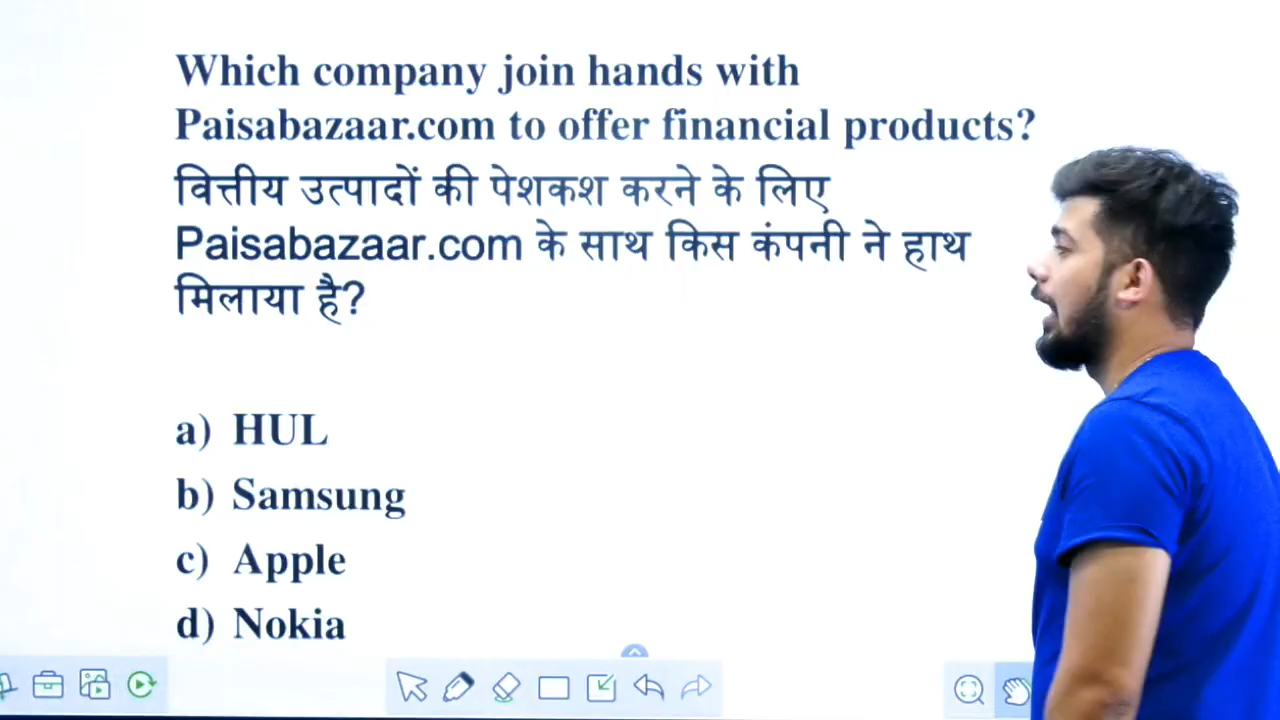 Which company join hands with
Paisabazaar.com to offer financial products?
वित्तीय उत्पादों की पेशकश करने के लिए
Paisabazaar.com के साथ किस कंपनी ने हाथ
मिलाया है?
a) HUL
b) Samsung
c) Apple
d) Nokia